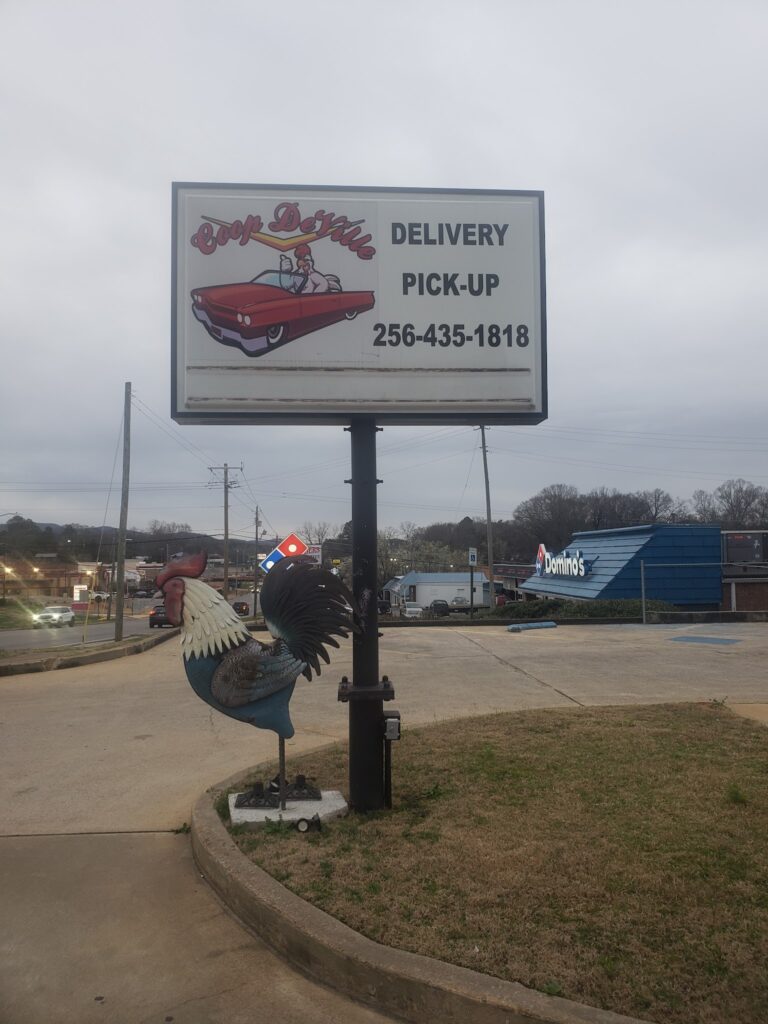 Coop DeVille
DELIVERY
PICK-UP
256-435-1818
Domino's